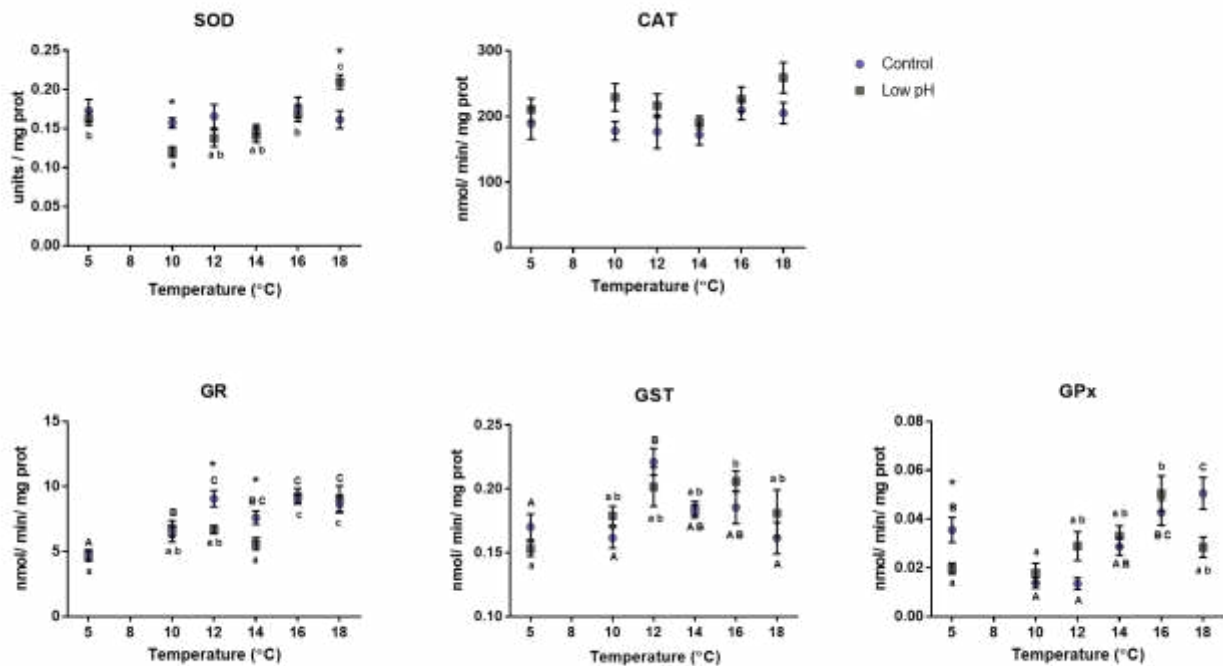 SOD
CAT
units / mg prot
0.25
0.20
0.15
0.10
0.05
0.00
b
*
a
a b
a b
b
*
c
5 8 10 12 14 16 18
Temperature (°C)
nmol/ min/ mg prot
300
200
100
0
5 8 10 12 14 16 18
Temperature (°C)
Control
Low pH
GR
nmol/ min/ mg prot
15
10
5
0
A
a
B
a b
*
C
a b
*
B C
a
C
c
C
c
5 8 10 12 14 16 18
Temperature (°C)
GST
nmol/ min/ mg prot
0.25
0.20
0.15
0.10
A
a
a b
A
B
a b
a b
A B
b
A B
a b
A
5 8 10 12 14 16 18
Temperature (°C)
GPx
nmol/ min/ mg prot
0.08
0.06
0.04
0.02
0.00
*
B
a
a
A
a b
A
a b
A B
b
B C
C
a b
5 8 10 12 14 16 18
Temperature (°C)